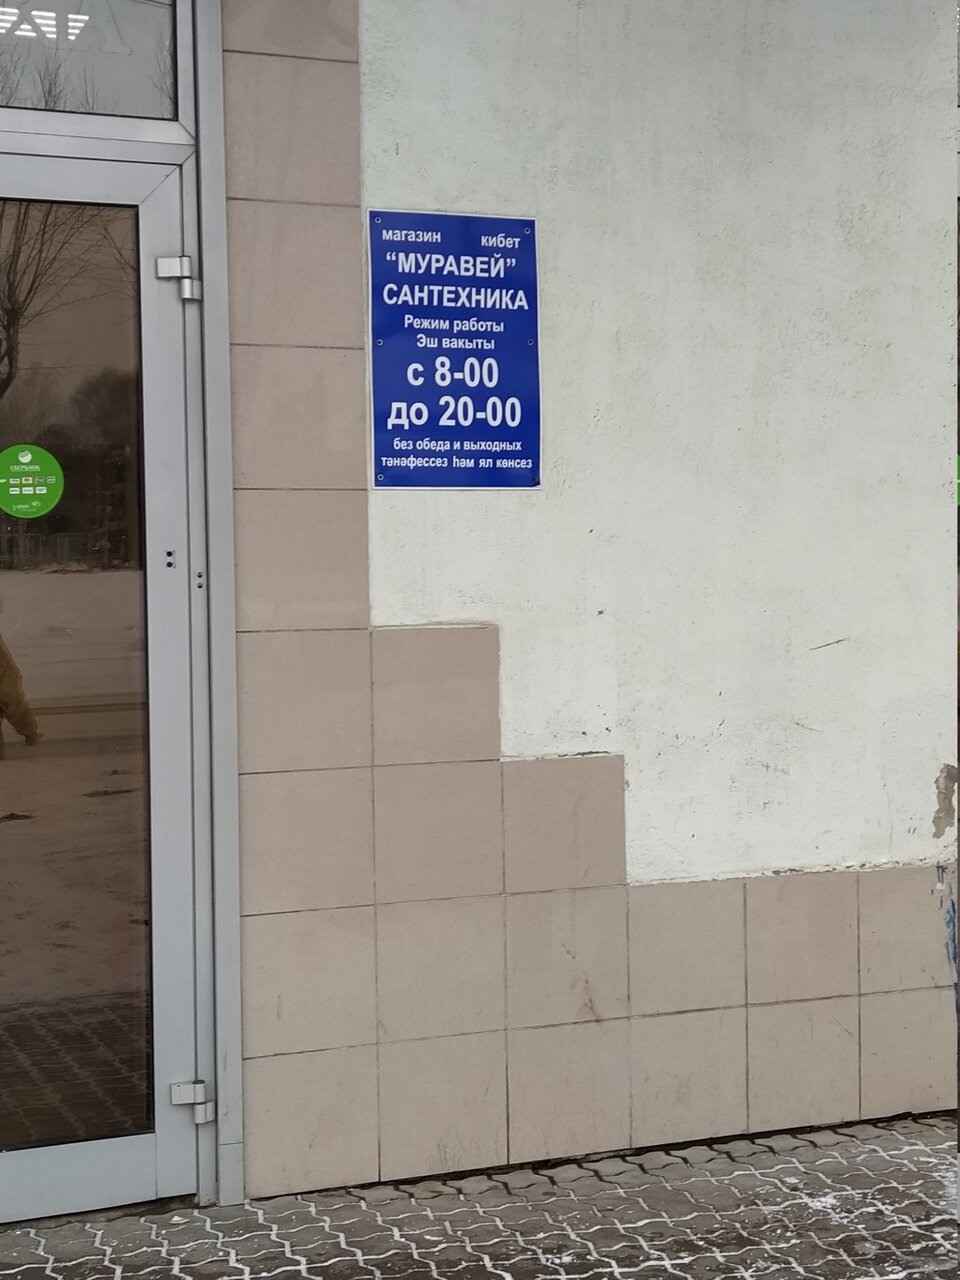 магазин кибет
“МУРАВЕЙ”
САНТЕХНИКА
Режим работы
Эш вакыты
с 8-00
до 20-00
без обеда и выходных
тәнәфессез һәм ял көнсез
СБЕРБАНК